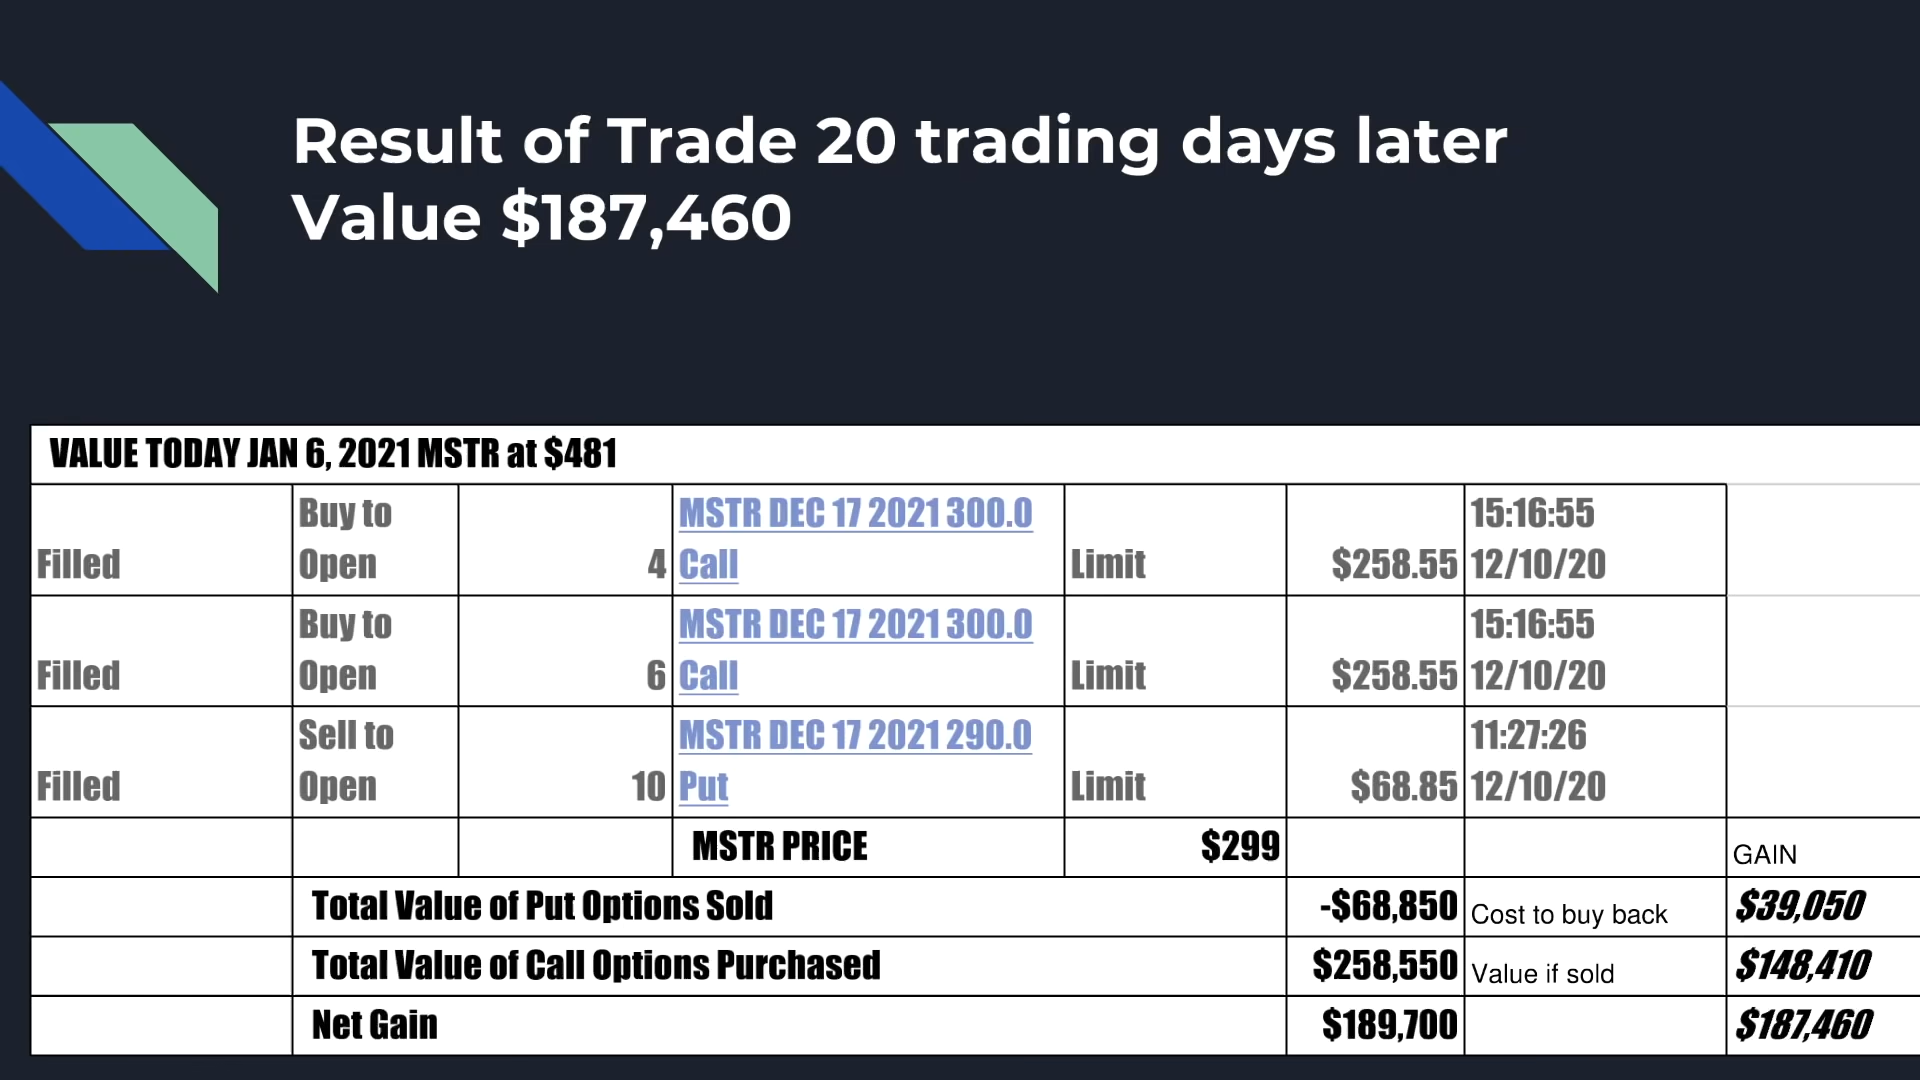 Result of Trade 20 trading days later
Value $187,460
VALUE TODAY JAN 6, 2021 MSTR at $481
Filled Buy to Open 4 MSTR DEC 17 2021 300.0 Call Limit $258.55 15:16:55 12/10/20
Filled Buy to Open 6 MSTR DEC 17 2021 300.0 Call Limit $258.55 15:16:55 12/10/20
Filled Sell to Open 10 MSTR DEC 17 2021 290.0 Put Limit $68.85 11:27:26 12/10/20
MSTR PRICE $299 GAIN
Total Value of Put Options Sold -$68,850 Cost to buy back $39,050
Total Value of Call Options Purchased $258,550 Value if sold $148,410
Net Gain $189,700 $187,460